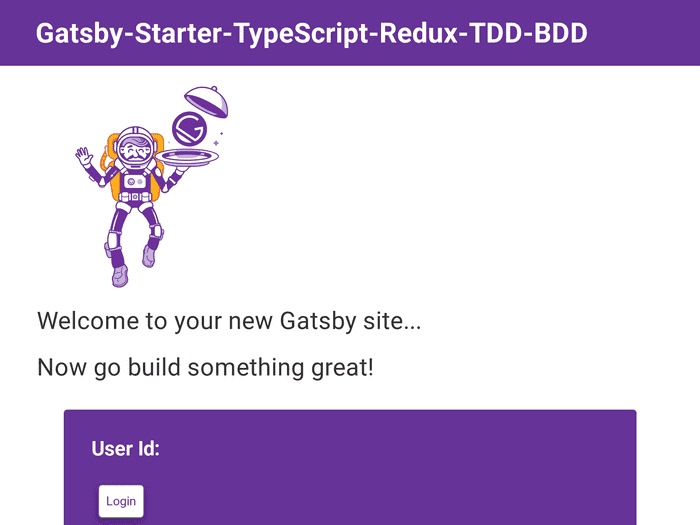 Gatsby-Starter-TypeScript-Redux-TDD-BDD
Welcome to your new Gatsby site...
Now go build something great!
User Id:
Login